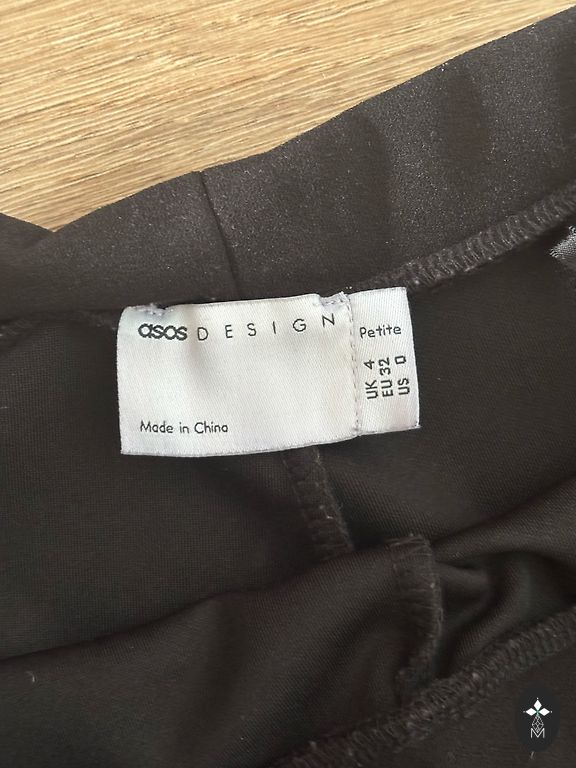 asos DESIGN
Made in China
Petite
UK 4
EU 32
US 0
M